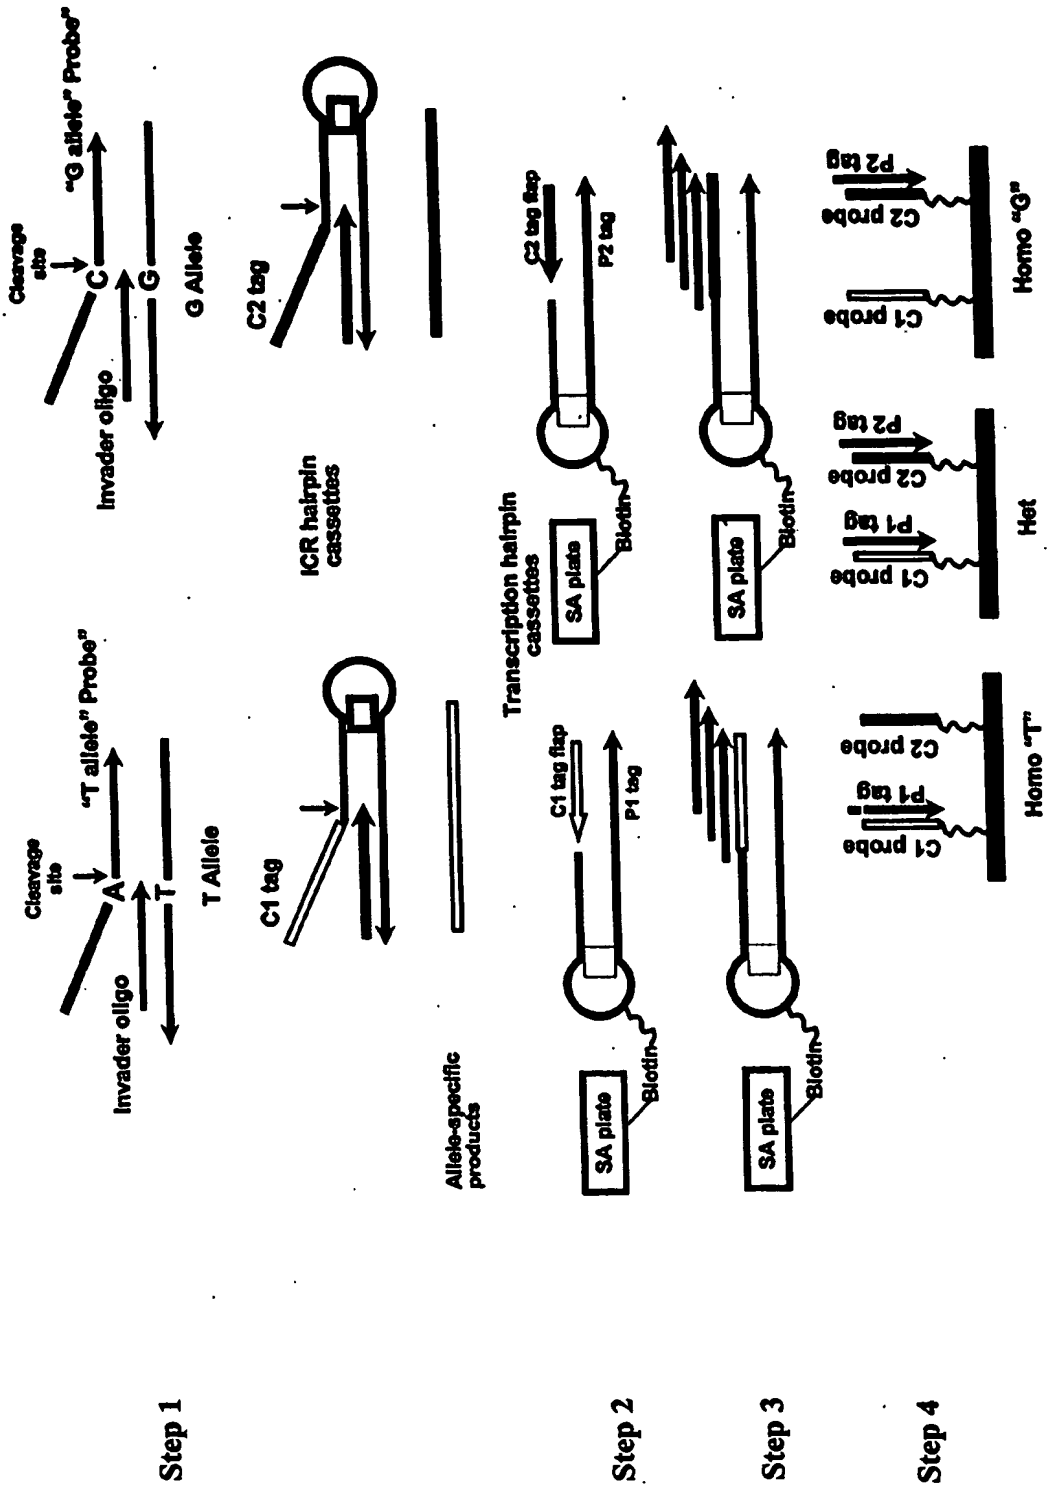 Step 1
Cleavage
site
"T allele" Probe"
A
Invader oligo
T
T Allele
Cleavage
site
"G allele" Probe"
C
Invader oligo
G
G Allele
C1 tag
ICR hairpin
cassettes
C2 tag
Allele-specific
products
Step 2
Transcription hairpin
cassettes
SA plate
Biotin
C1 tag flap
P1 tag
SA plate
Biotin
C2 tag flap
P2 tag
Step 3
SA plate
Biotin
SA plate
Biotin
Step 4
C1 probe
P1 tag
C2 probe
Homo "T"
C1 probe
P1 tag
C2 probe
P2 tag
Het
C1 probe
C2 probe
P2 tag
Homo "G"